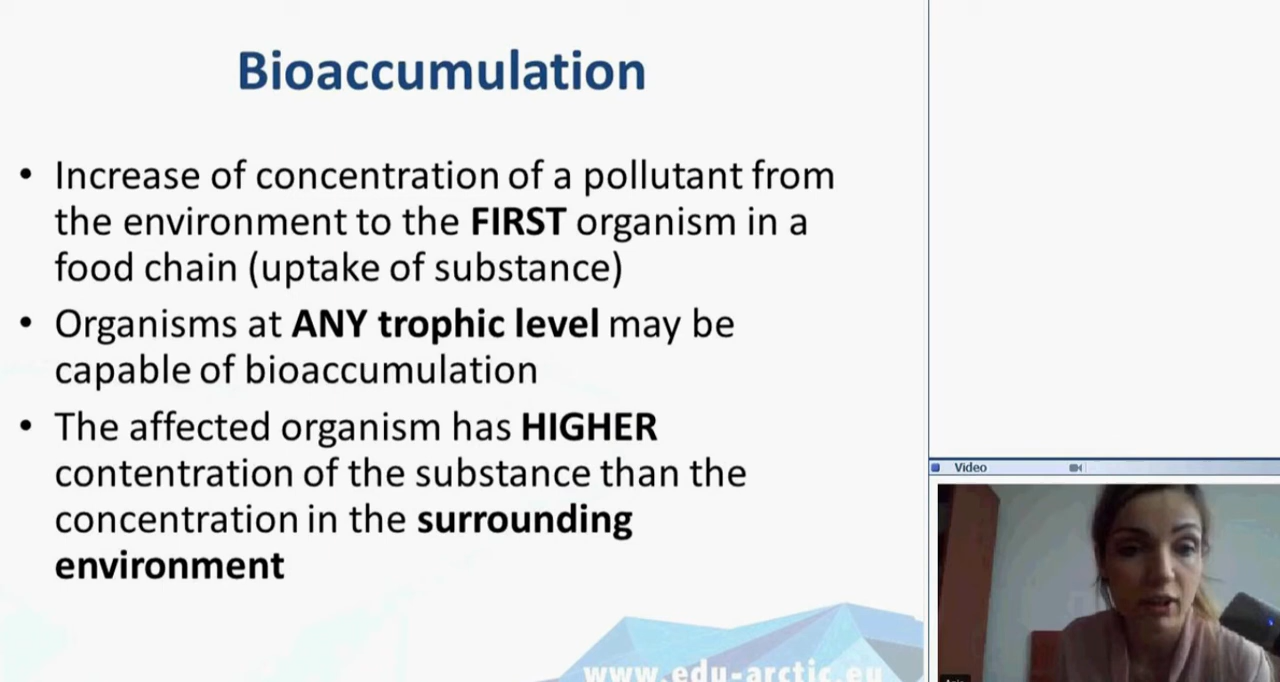 Bioaccumulation
• Increase of concentration of a pollutant from
the environment to the FIRST organism in a
food chain (uptake of substance)
• Organisms at ANY trophic level may be
capable of bioaccumulation
• The affected organism has HIGHER
contentration of the substance than the
concentration in the surrounding
environment
www.edu-arctic.eu
Video